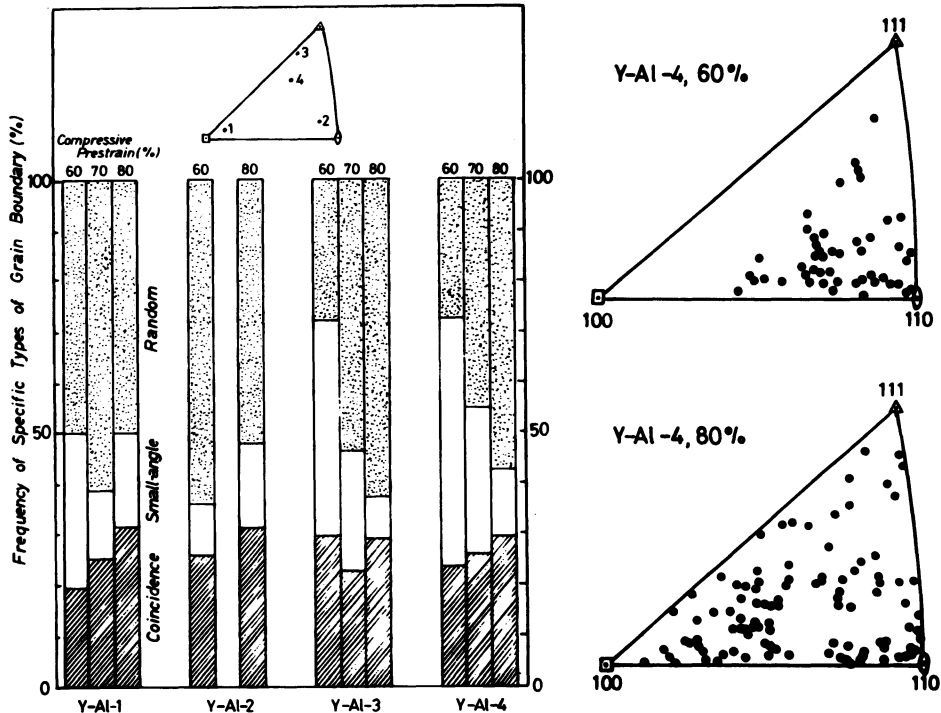 Frequency of Specific Types of Grain Boundary (%)
3
4
1
2
Compressive
Prestrain(%)
60 70 80
60
80
60 70 80
60 70 80
100
100
50
50
0
0
Random
Small-angle
Coincidence
Y-Al-1
Y-Al-2
Y-Al-3
Y-Al-4
Y-Al-4, 60%
111
100
110
Y-Al-4, 80%
111
100
110